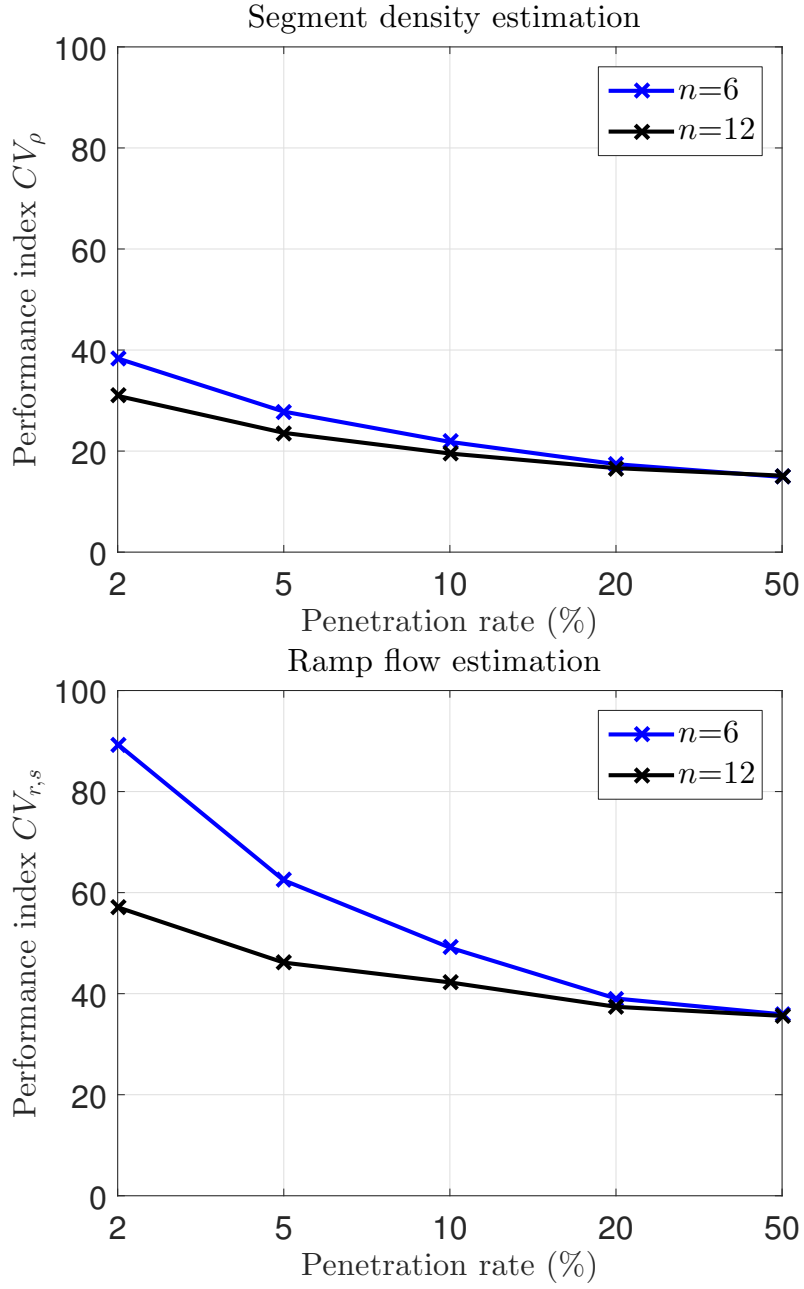 Segment density estimation
100
80
60
40
20
0
Performance index CV_ρ
n=6
n=12
2 5 10 20 50
Penetration rate (%)
Ramp flow estimation
100
80
60
40
20
0
Performance index CV_{r,s}
n=6
n=12
2 5 10 20 50
Penetration rate (%)